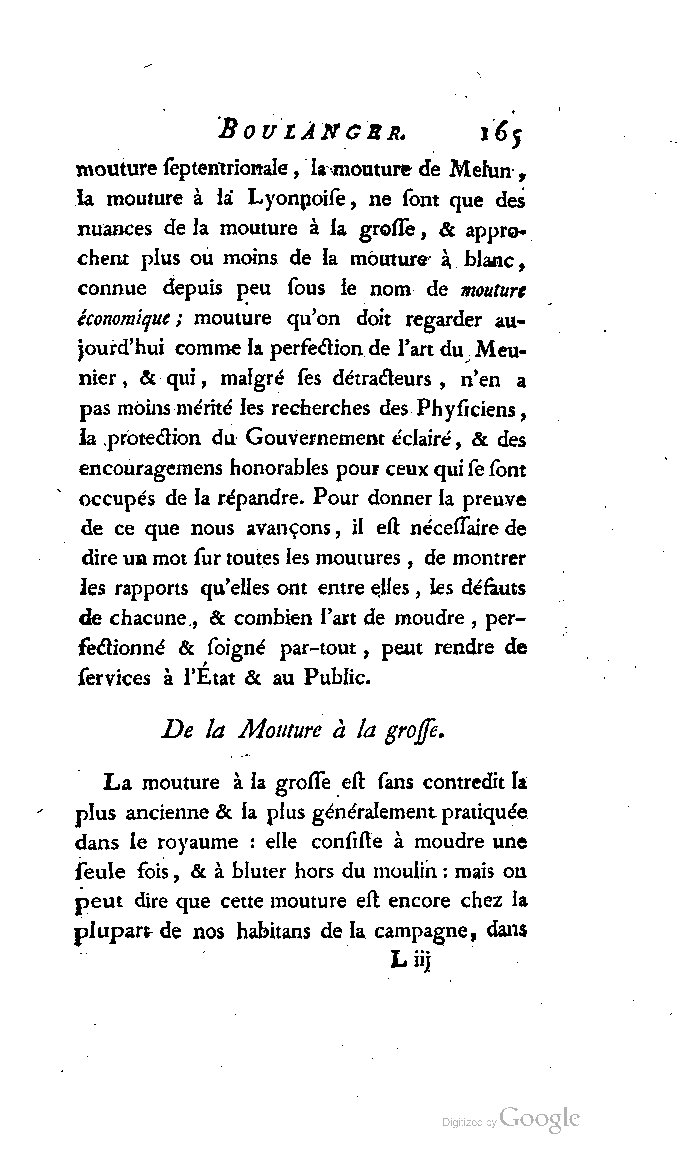 BOULANGER. 165
mouture ſeptentrionale, la mouture de Melun,
la mouture à la Lyonnoiſe, ne ſont que des
nuances de la mouture à la groſſe, & appro-
chent plus ou moins de la mouture à blanc,
connue depuis peu ſous le nom de mouture
économique ; mouture qu'on doit regarder au-
jourd'hui comme la perfection de l'art du Meu-
nier, & qui, malgré ſes détracteurs, n'en a
pas moins mérité les recherches des Phyſiciens,
la protection du Gouvernement éclairé, & des
encouragemens honorables pour ceux qui ſe ſont
occupés de la répandre. Pour donner la preuve
de ce que nous avançons, il eſt néceſſaire de
dire un mot ſur toutes les moutures, de montrer
les rapports qu'elles ont entre elles, les défauts
de chacune, & combien l'art de moudre, per-
fectionné & ſoigné par-tout, peut rendre de
ſervices à l'État & au Public.
De la Mouture à la groſſe.
La mouture à la groſſe eſt ſans contredit la
plus ancienne & la plus généralement pratiquée
dans le royaume : elle conſiſte à moudre une
ſeule fois, & à bluter hors du moulin : mais on
peut dire que cette mouture eſt encore chez la
plupart de nos habitans de la campagne, dans
L iij
Digitized by Google